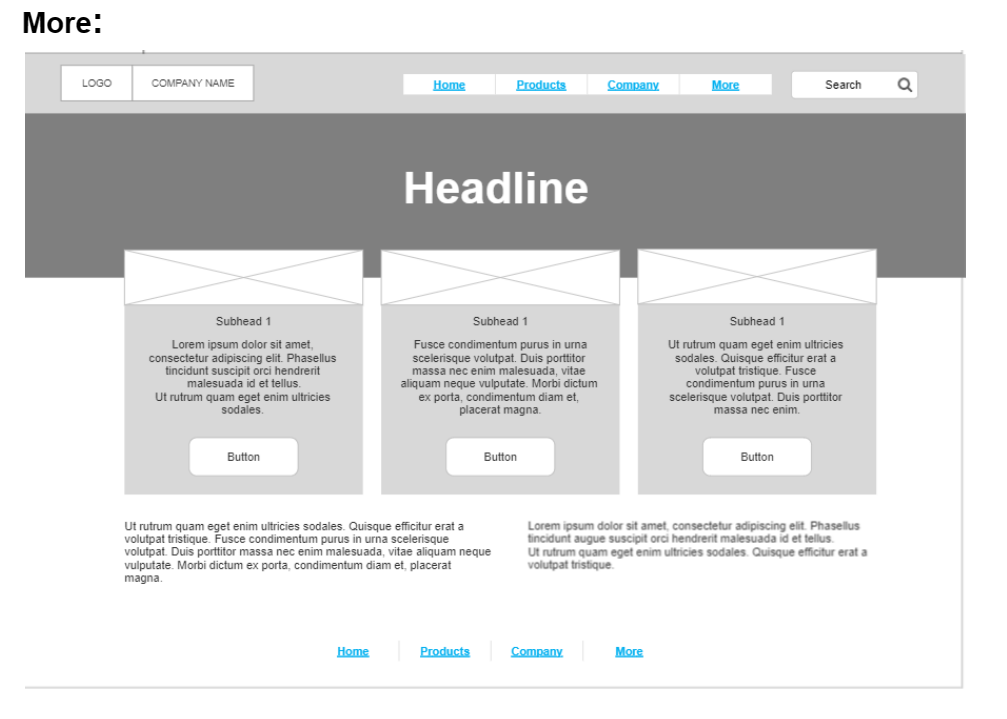 More:
LOGO COMPANY NAME Home Products Company More Search
Headline
Subhead 1
Lorem ipsum dolor sit amet,
consectetur adipiscing elit. Phasellus
tincidunt suscipit orci hendrerit
malesuada id et tellus.
Ut rutrum quam eget enim ultricies
sodales.
Button
Subhead 1
Fusce condimentum purus in urna
scelerisque volutpat. Duis porttitor
massa nec enim malesuada, vitae
aliquam neque vulputate. Morbi dictum
ex porta, condimentum diam et,
placerat magna.
Button
Subhead 1
Ut rutrum quam eget enim ultricies
sodales. Quisque efficitur erat a
volutpat tristique. Fusce
condimentum purus in urna
scelerisque volutpat. Duis porttitor
massa nec enim.
Button
Ut rutrum quam eget enim ultricies sodales. Quisque efficitur erat a
volutpat tristique. Fusce condimentum purus in urna scelerisque
volutpat. Duis porttitor massa nec enim malesuada, vitae aliquam neque
vulputate. Morbi dictum ex porta, condimentum diam et, placerat
magna.
Lorem ipsum dolor sit amet, consectetur adipiscing elit. Phasellus
tincidunt augue suscipit orci hendrerit malesuada id et tellus.
Ut rutrum quam eget enim ultricies sodales. Quisque efficitur erat a
volutpat tristique.
Home Products Company More